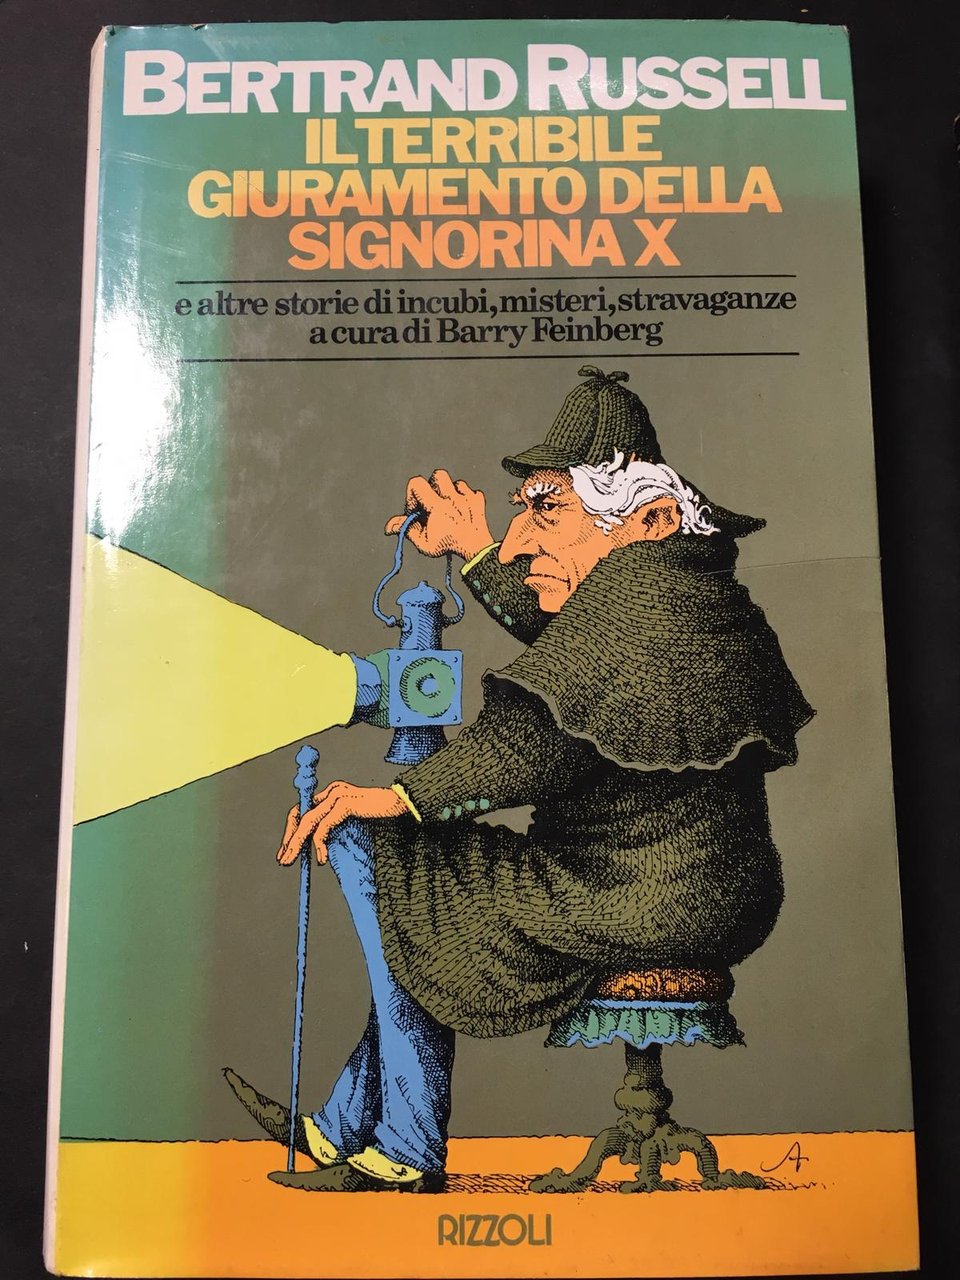 BERTRAND RUSSELL
IL TERRIBILE
GIURAMENTO DELLA
SIGNORINA X
e altre storie di incubi, misteri, stravaganze
a cura di Barry Feinberg
RIZZOLI